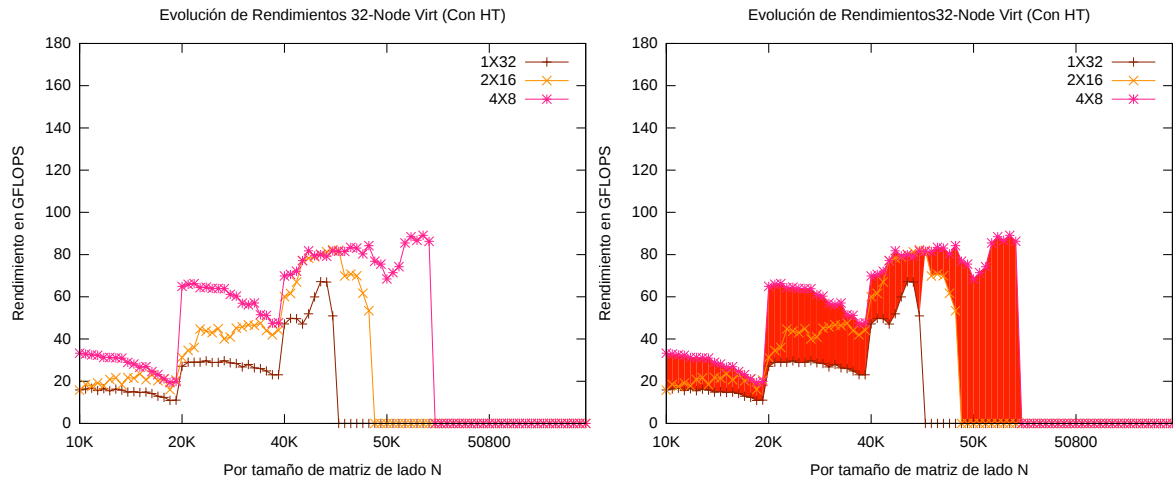 Evolución de Rendimientos 32-Node Virt (Con HT)
Rendimiento en GFLOPS
180
160
140
120
100
80
60
40
20
0
1X32
2X16
4X8
10K
20K
40K
50K
50800
Por tamaño de matriz de lado N
Evolución de Rendimientos32-Node Virt (Con HT)
Rendimiento en GFLOPS
180
160
140
120
100
80
60
40
20
0
1X32
2X16
4X8
10K
20K
40K
50K
50800
Por tamaño de matriz de lado N